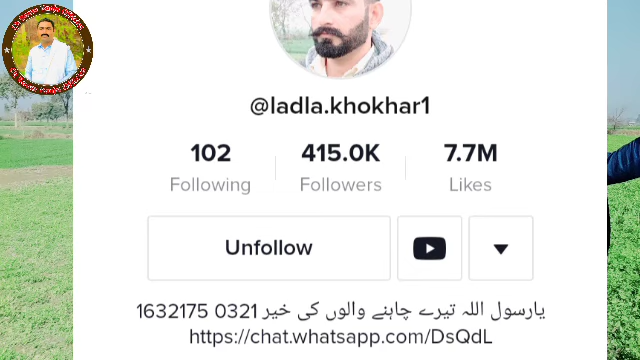 @ladla.khokhar1
102 415.0K 7.7M
Following Followers Likes
Unfollow
یارسول اللہ تیرے چاہنے والوں کی خیر 0321 1632175
https://chat.whatsapp.com/DsQdL